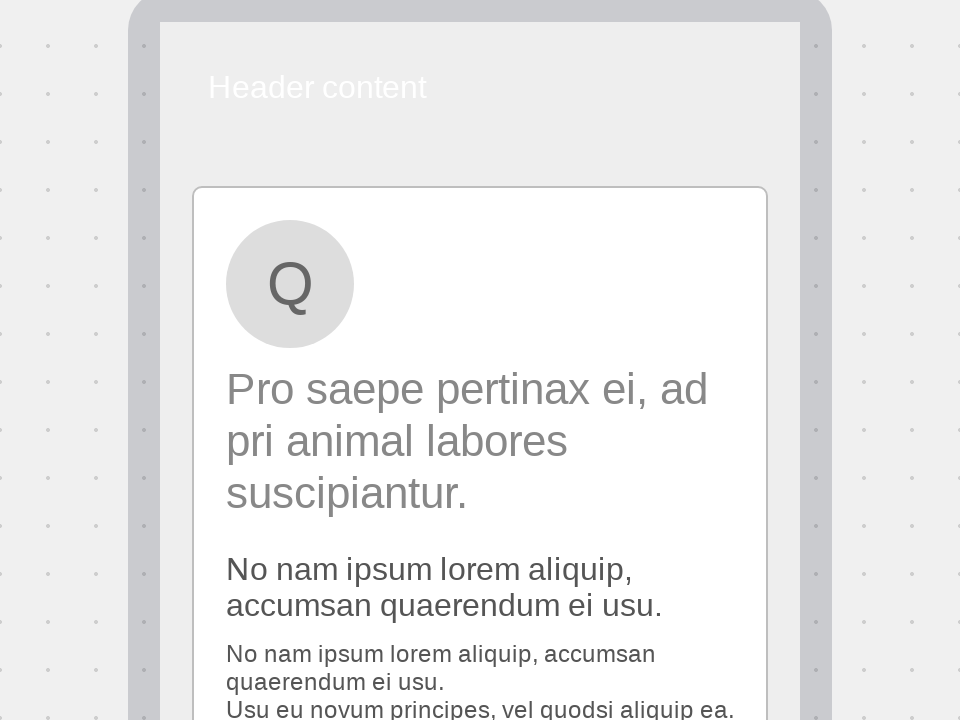 Header content
Q
Pro saepe pertinax ei, ad
pri animal labores
suscipiantur.
No nam ipsum lorem aliquip,
accumsan quaerendum ei usu.
No nam ipsum lorem aliquip, accumsan
quaerendum ei usu.
Usu eu novum principes, vel quodsi aliquip ea.